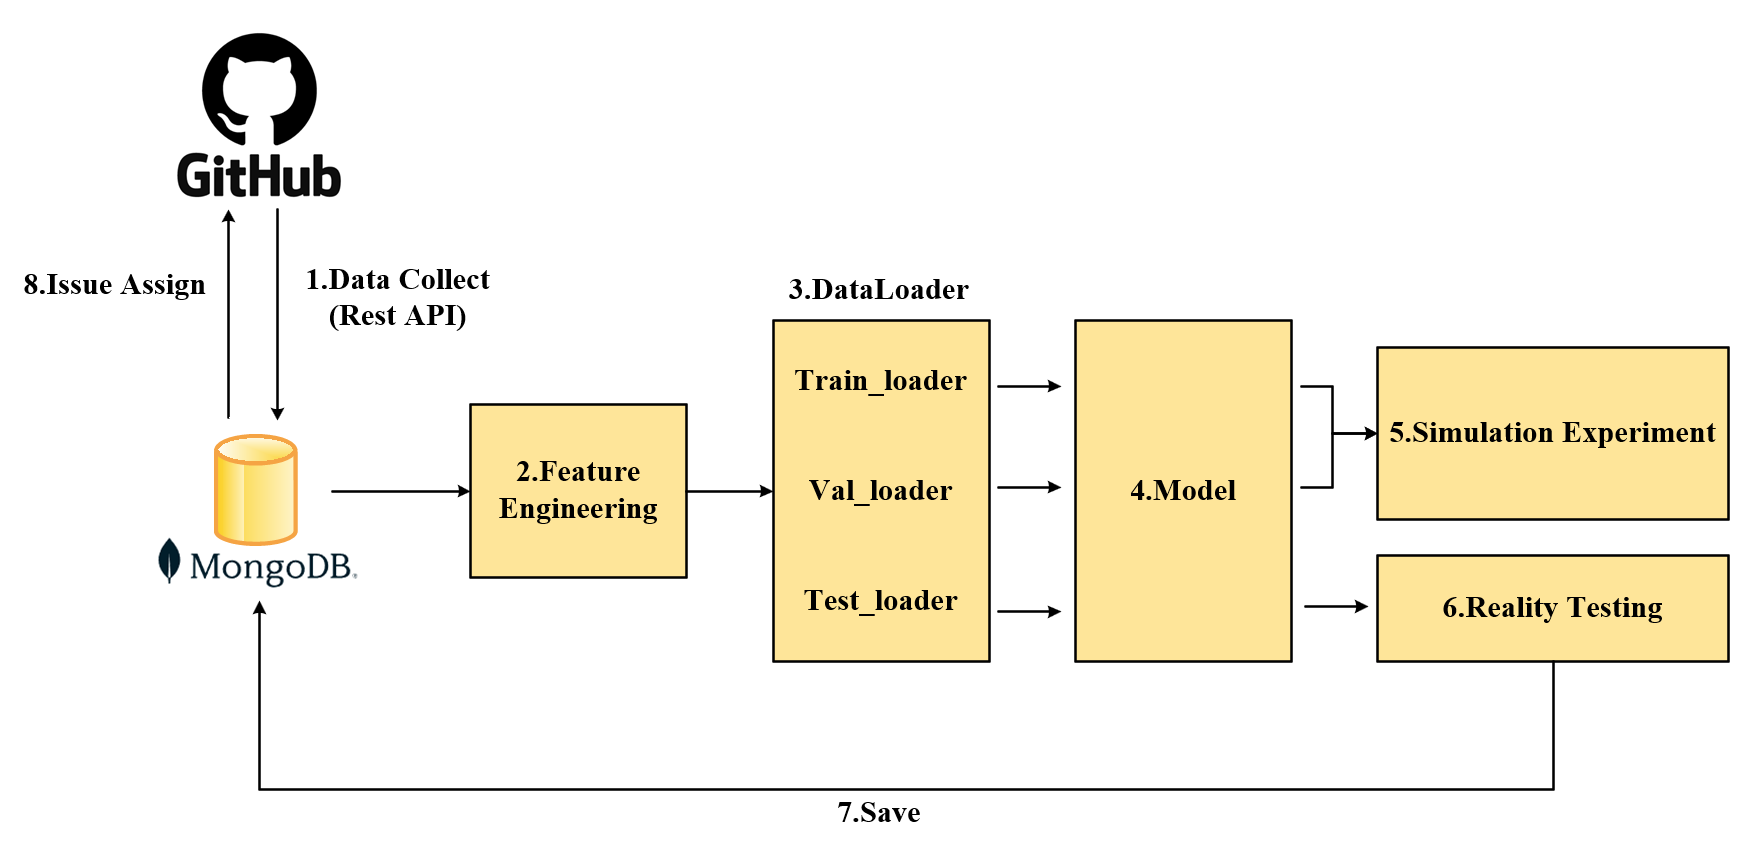 GitHub
8.Issue Assign
1.Data Collect
(Rest API)
3.DataLoader
Train_loader
Val_loader
Test_loader
2.Feature
Engineering
4.Model
5.Simulation Experiment
6.Reality Testing
MongoDB®
7.Save